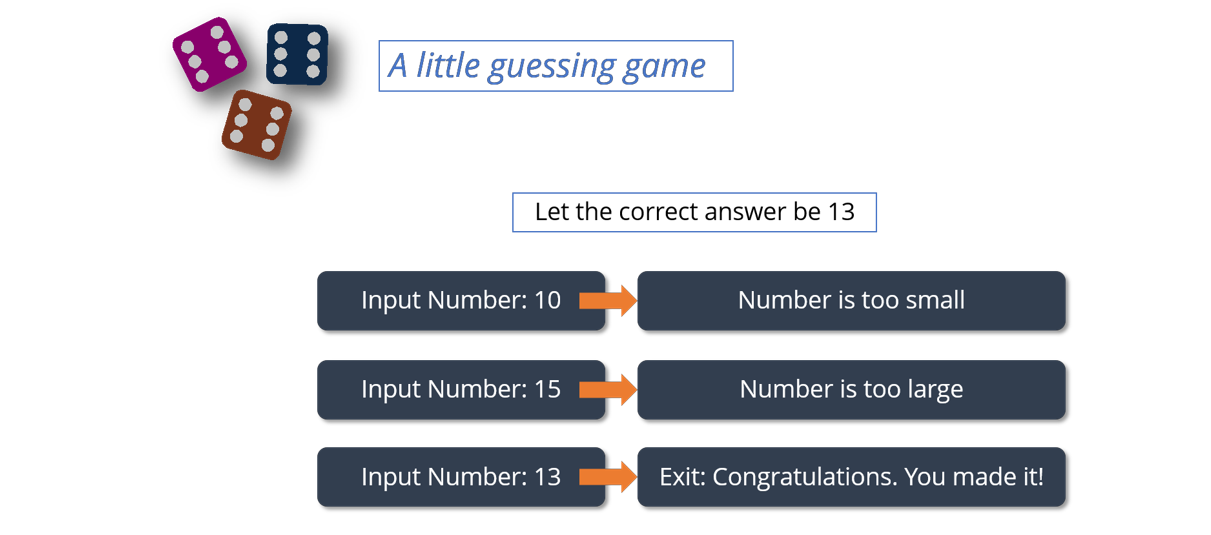 A little guessing game
Let the correct answer be 13
Input Number: 10
Number is too small
Input Number: 15
Number is too large
Input Number: 13
Exit: Congratulations. You made it!